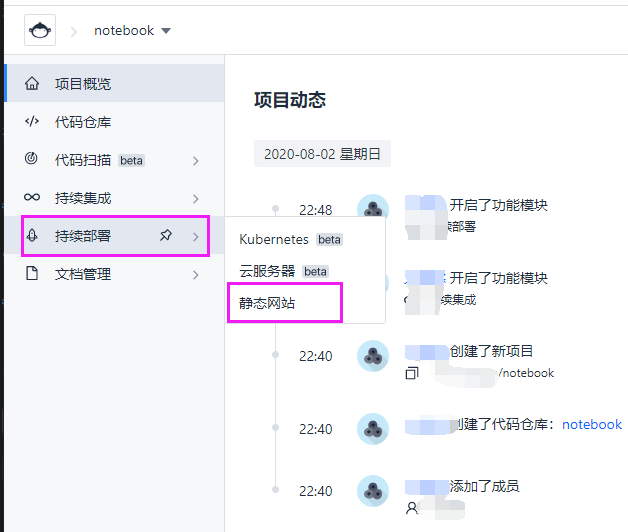 notebook
项目概览
代码仓库
代码扫描 beta
持续集成
持续部署
文档管理
项目动态
2020-08-02 星期日
22:48
开启了功能模块
续部署
Kubernetes beta
云服务器 beta
静态网站
开启了功能模块
续集成
22:40
创建了新项目
/notebook
22:40
创建了代码仓库：notebook
22:40
添加了成员